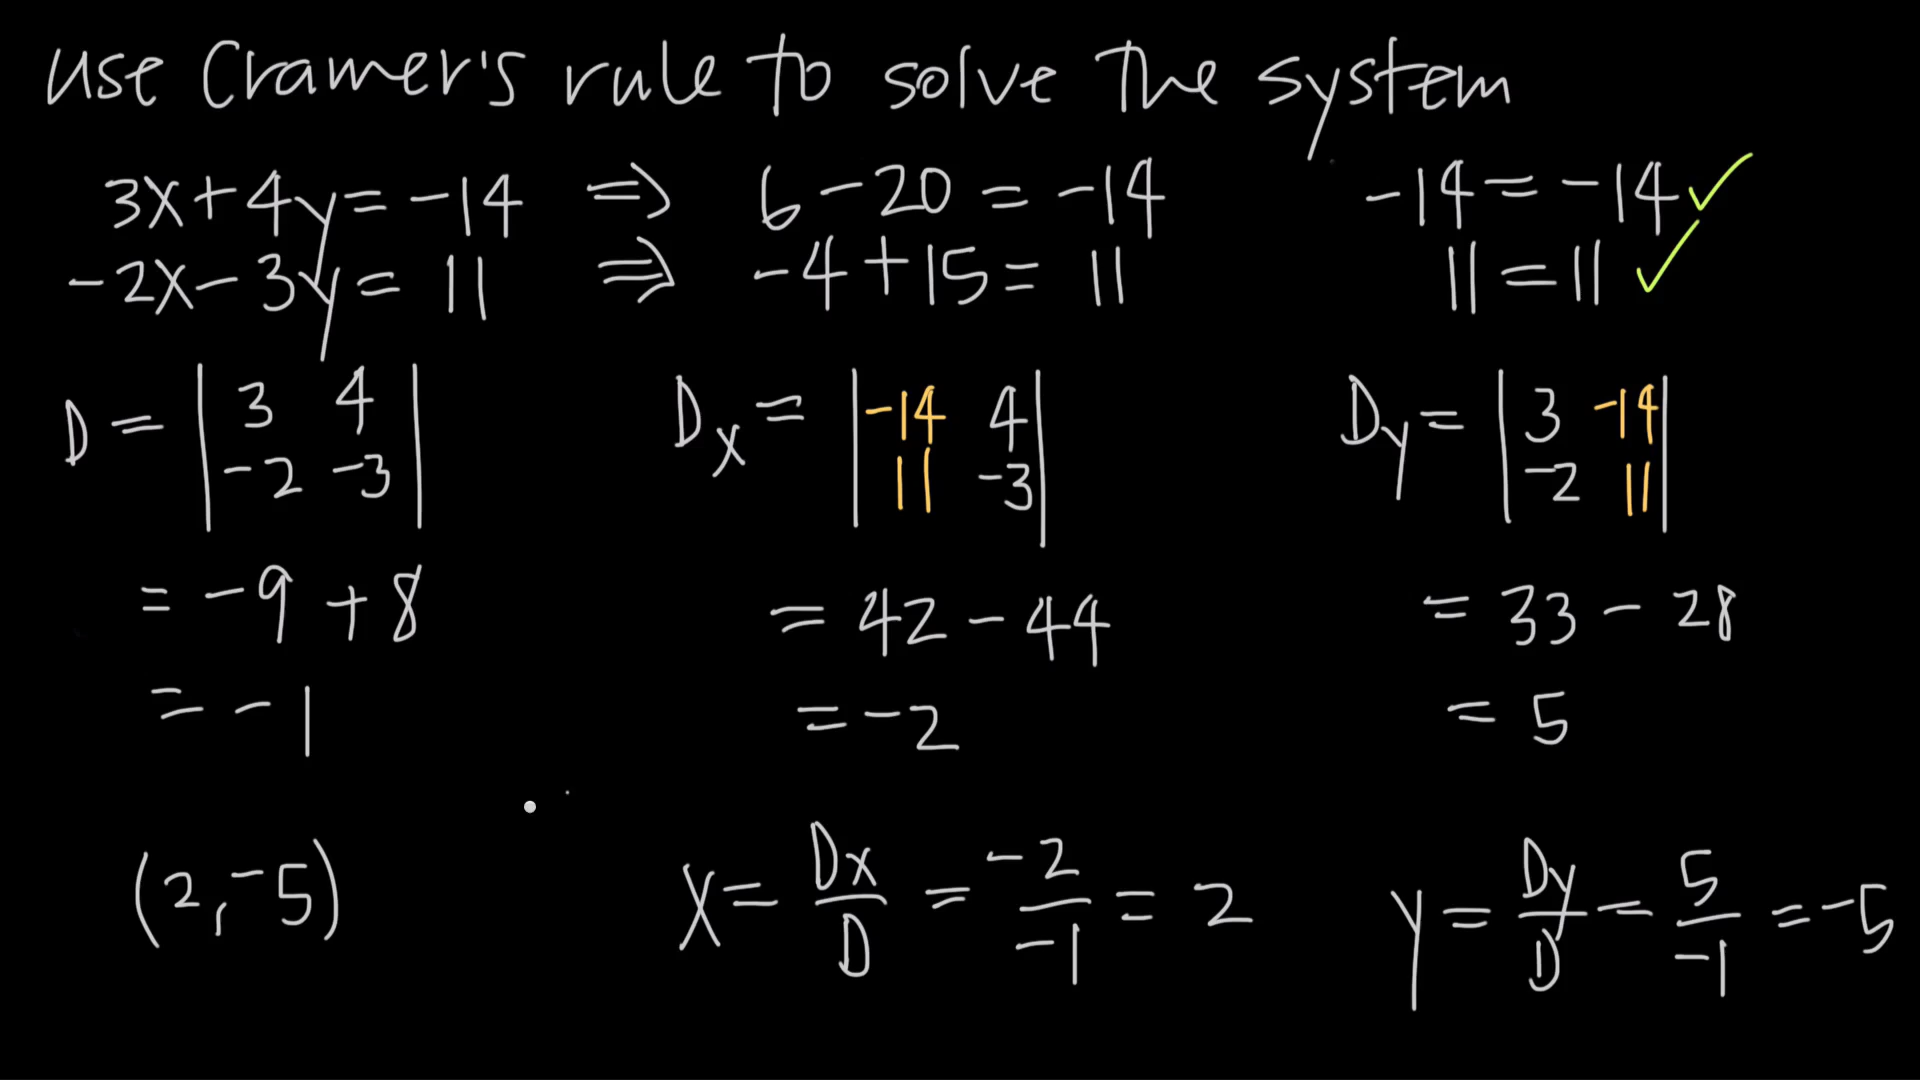 use Cramer's rule to solve the system
3x+4y=-14 ⇒ 6-20=-14 -14=-14 ✓
-2x-3y=11 ⇒ -4+15=11 11=11 ✓
D = | 3 4 | Dx = | -14 4 | Dy = | 3 -14 |
| -2 -3 | | 11 -3 | | -2 11 |
= -9+8 = 42-44 = 33-28
= -1 = -2 = 5
(2,-5) x = Dx/D = -2/-1 = 2 y = Dy/D = 5/-1 = -5